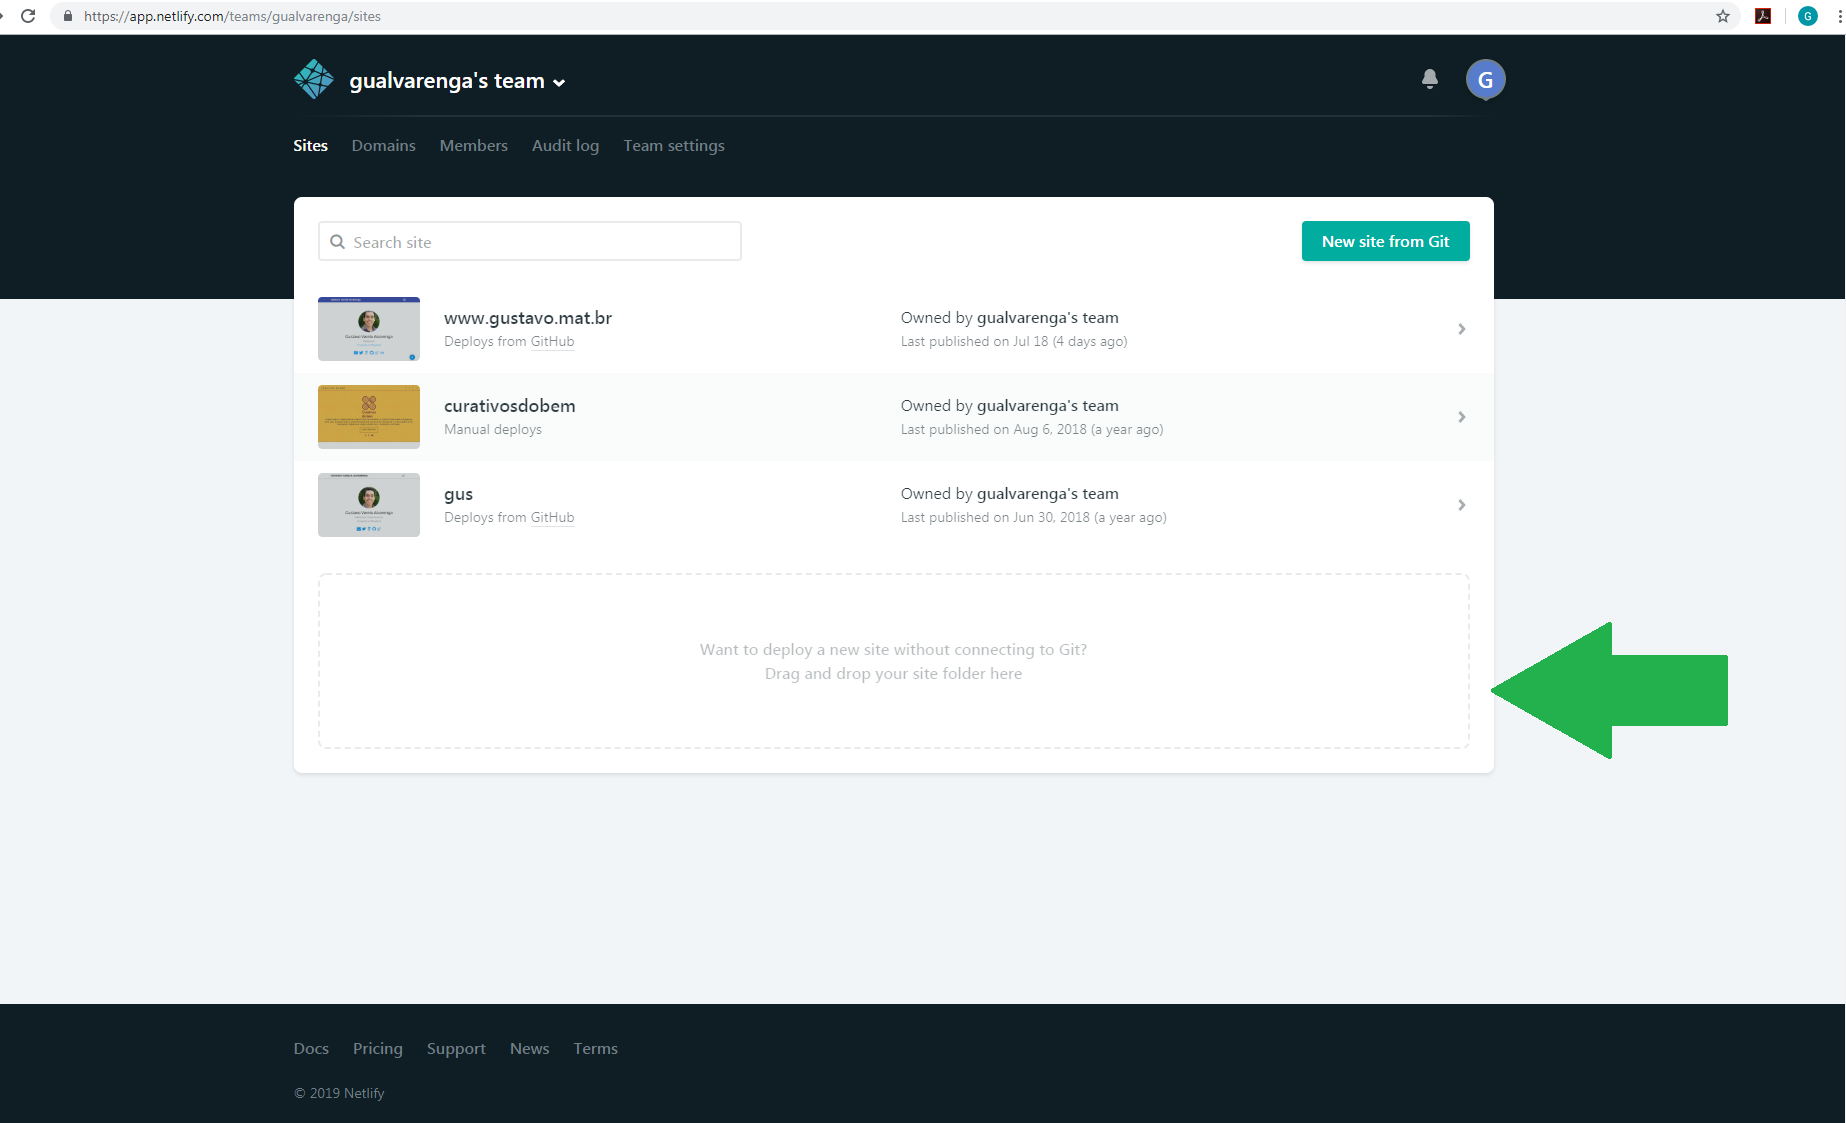 https://app.netlify.com/teams/gualvarenga/sites
G
gualvarenga's team
G
Sites Domains Members Audit log Team settings
Search site
New site from Git
www.gustavo.mat.br
Deploys from GitHub
Owned by gualvarenga's team
Last published on Jul 18 (4 days ago)
curativosdobem
Manual deploys
Owned by gualvarenga's team
Last published on Aug 6, 2018 (a year ago)
gus
Deploys from GitHub
Owned by gualvarenga's team
Last published on Jun 30, 2018 (a year ago)
Want to deploy a new site without connecting to Git?
Drag and drop your site folder here
Docs Pricing Support News Terms
© 2019 Netlify